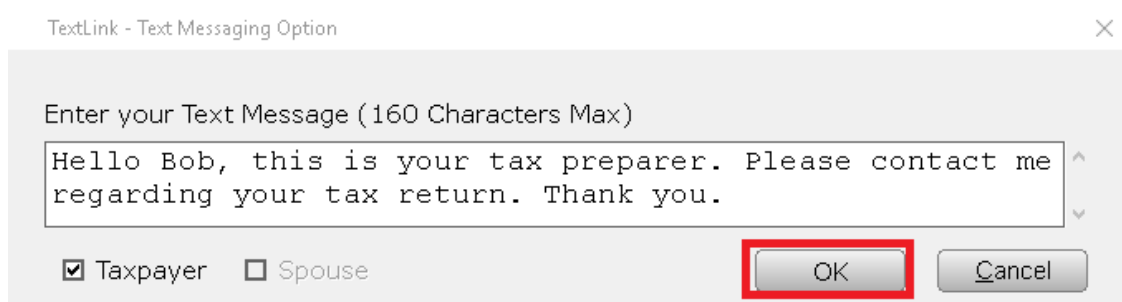 TextLink - Text Messaging Option
Enter your Text Message (160 Characters Max)
Hello Bob, this is your tax preparer. Please contact me
regarding your tax return. Thank you.
Taxpayer Spouse OK Cancel